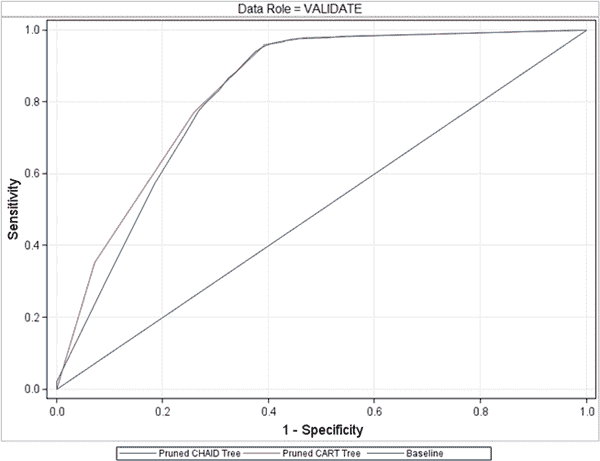 Data Role = VALIDATE
1.0
0.8
0.6
0.4
0.2
0.0
Sensitivity
0.0 0.2 0.4 0.6 0.8 1.0
1 - Specificity
Pruned CHAID Tree Pruned CART Tree Baseline